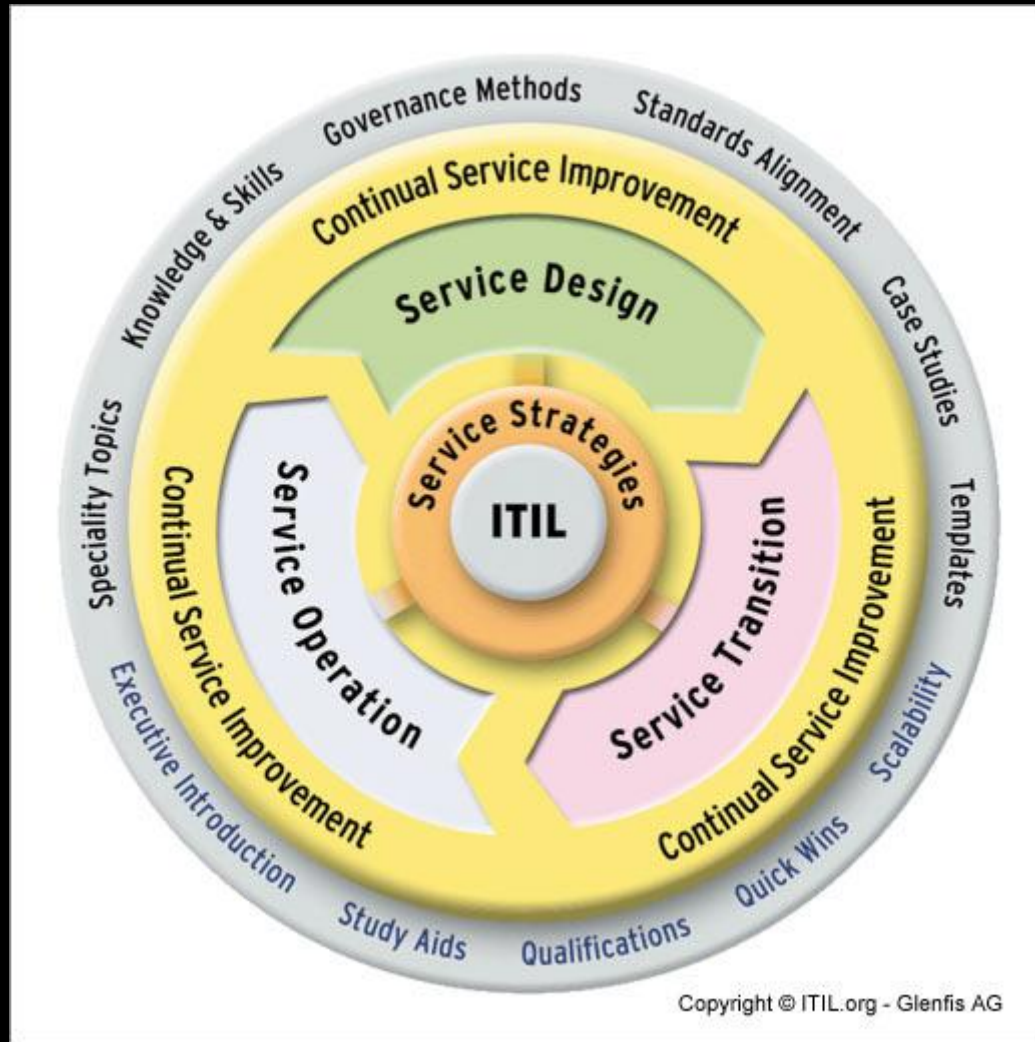 Governance Methods
Standards Alignment
Knowledge & Skills
Case Studies
Speciality Topics
Templates
Executive Introduction
Scalability
Study Aids
Qualifications
Quick Wins
Continual Service Improvement
Continual Service Improvement
Continual Service Improvement
Service Design
Service Operation
Service Transition
Service Strategies
ITIL
Copyright © ITIL.org - Glenfis AG